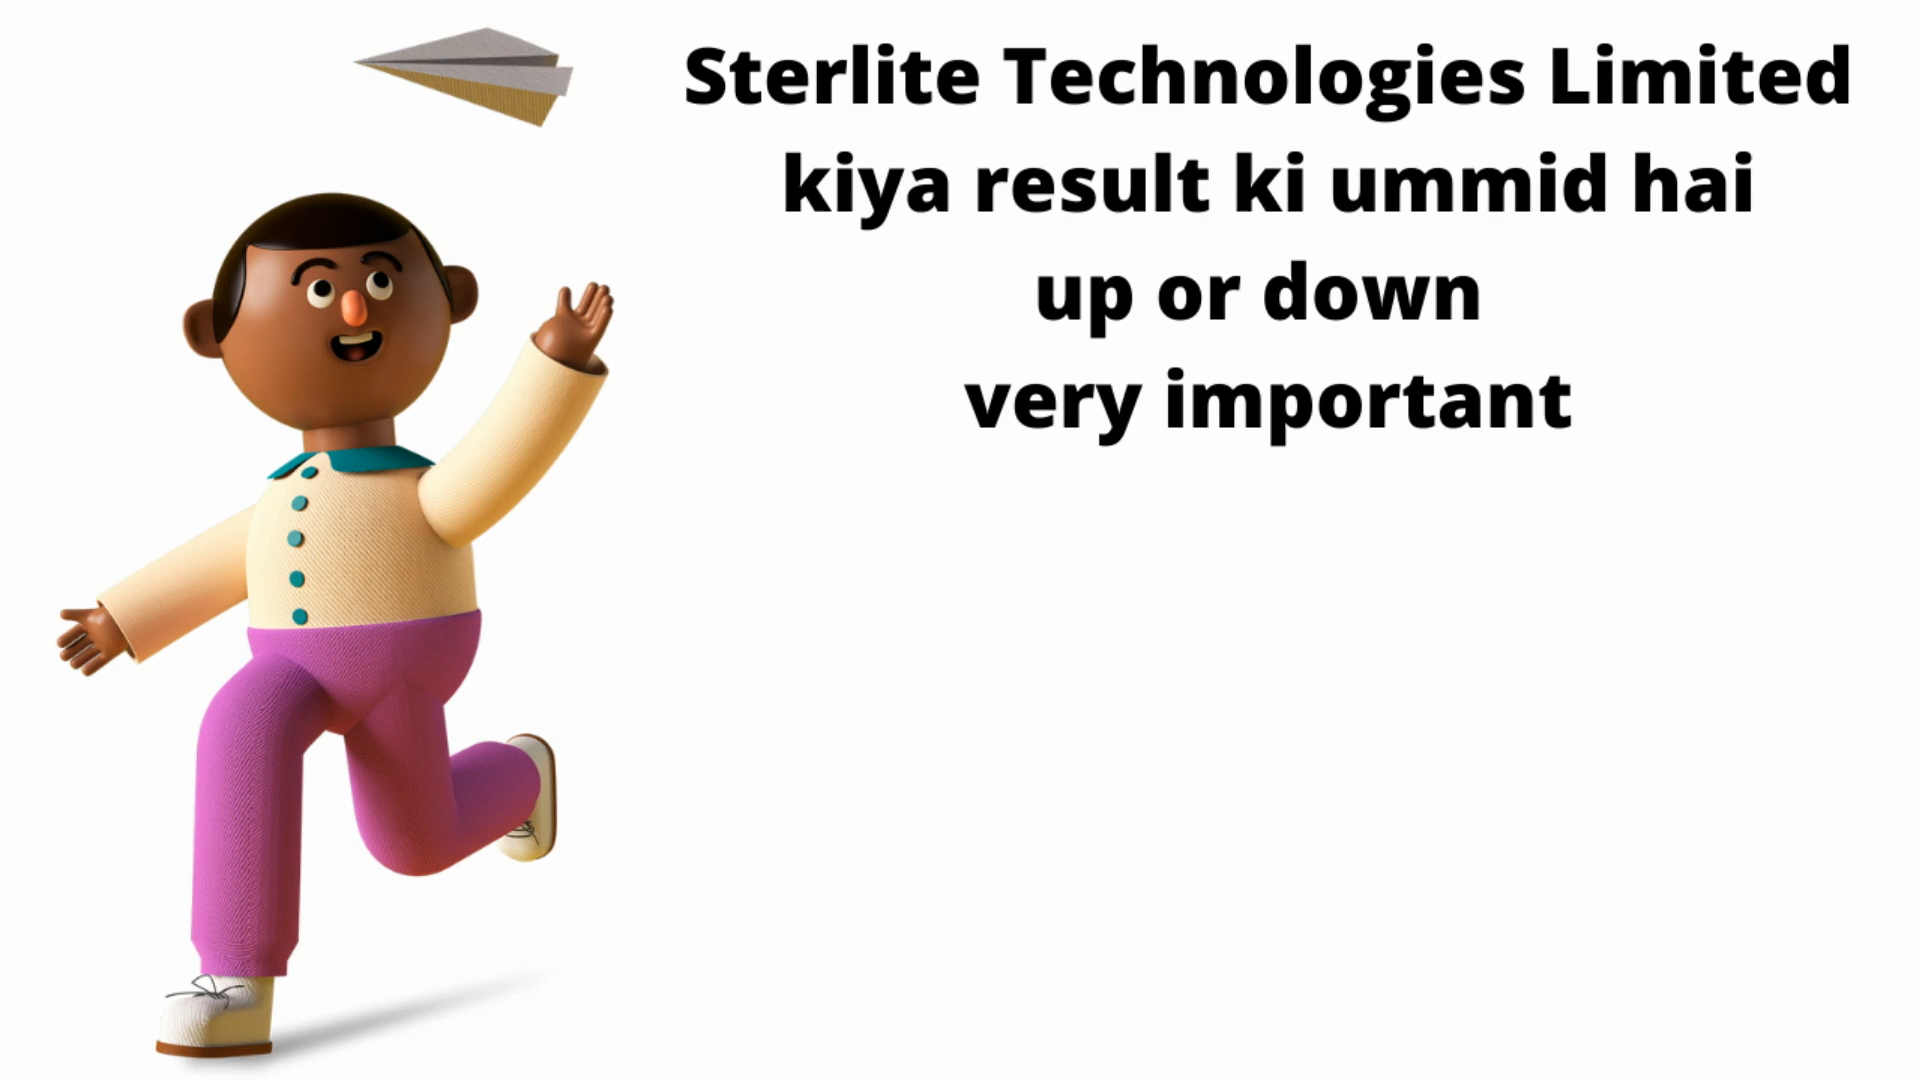 Sterlite Technologies Limited
kiya result ki ummid hai
up or down
very important